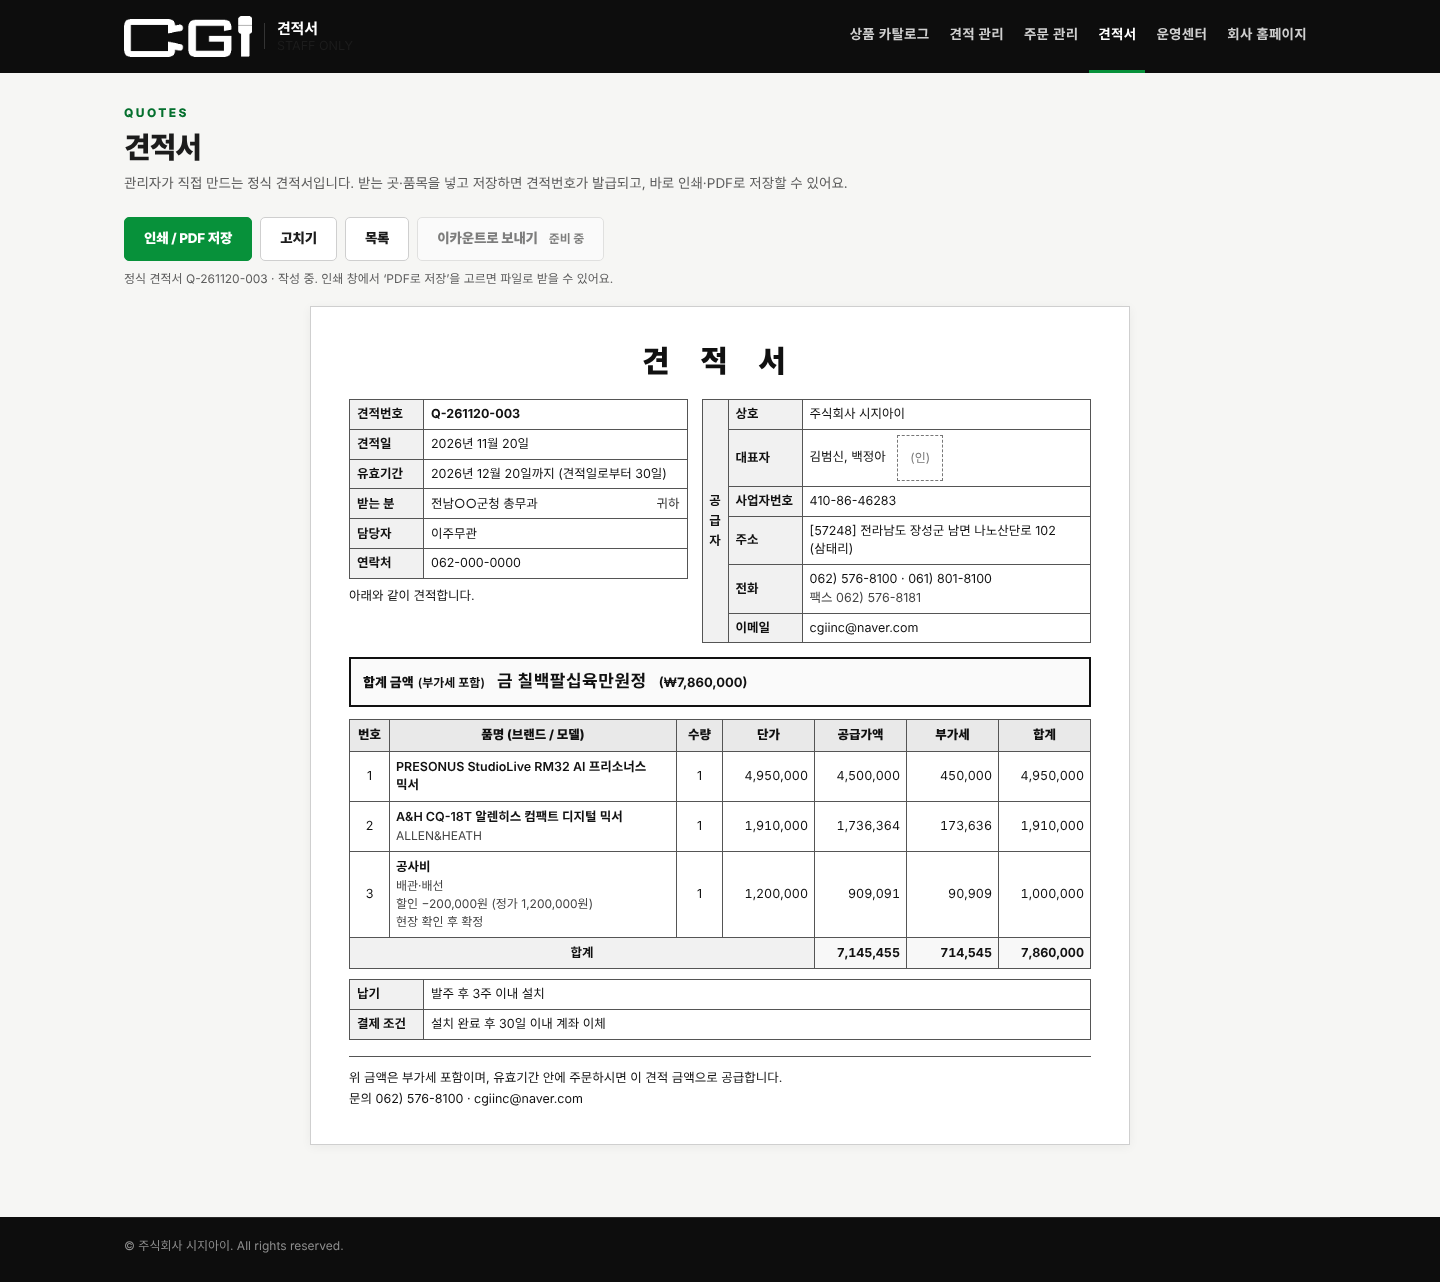 CGI
견적서
STAFF ONLY
상품 카탈로그
견적 관리
주문 관리
견적서
운영센터
회사 홈페이지
QUOTES
견적서
관리자가 직접 만드는 정식 견적서입니다. 받는 곳·품목을 넣고 저장하면 견적번호가 발급되고, 바로 인쇄·PDF로 저장할 수 있어요.
인쇄 / PDF 저장
고치기
목록
이카운트로 보내기 준비 중
정식 견적서 Q-261120-003 · 작성 중. 인쇄 창에서 ‘PDF로 저장’을 고르면 파일로 받을 수 있어요.
견 적 서
견적번호 Q-261120-003
견적일 2026년 11월 20일
유효기간 2026년 12월 20일까지 (견적일로부터 30일)
받는 분 전남○○군청 총무과 귀하
담당자 이주무관
연락처 062-000-0000
아래와 같이 견적합니다.
공급자
상호 주식회사 시지아이
대표자 김범신, 백정아 (인)
사업자번호 410-86-46283
주소 [57248] 전라남도 장성군 남면 나노산단로 102
(삼태리)
전화 062) 576-8100 · 061) 801-8100
팩스 062) 576-8181
이메일 cgiinc@naver.com
합계 금액 (부가세 포함) 금 칠백팔십육만원정 (₩7,860,000)
번호 품명 (브랜드 / 모델) 수량 단가 공급가액 부가세 합계
1 PRESONUS StudioLive RM32 AI 프리소너스
믹서 1 4,950,000 4,500,000 450,000 4,950,000
2 A&H CQ-18T 알렌히스 컴팩트 디지털 믹서
ALLEN&HEATH 1 1,910,000 1,736,364 173,636 1,910,000
3 공사비
배관·배선
할인 −200,000원 (정가 1,200,000원)
현장 확인 후 확정 1 1,200,000 909,091 90,909 1,000,000
합계 7,145,455 714,545 7,860,000
납기 발주 후 3주 이내 설치
결제 조건 설치 완료 후 30일 이내 계좌 이체
위 금액은 부가세 포함이며, 유효기간 안에 주문하시면 이 견적 금액으로 공급합니다.
문의 062) 576-8100 · cgiinc@naver.com
© 주식회사 시지아이. All rights reserved.